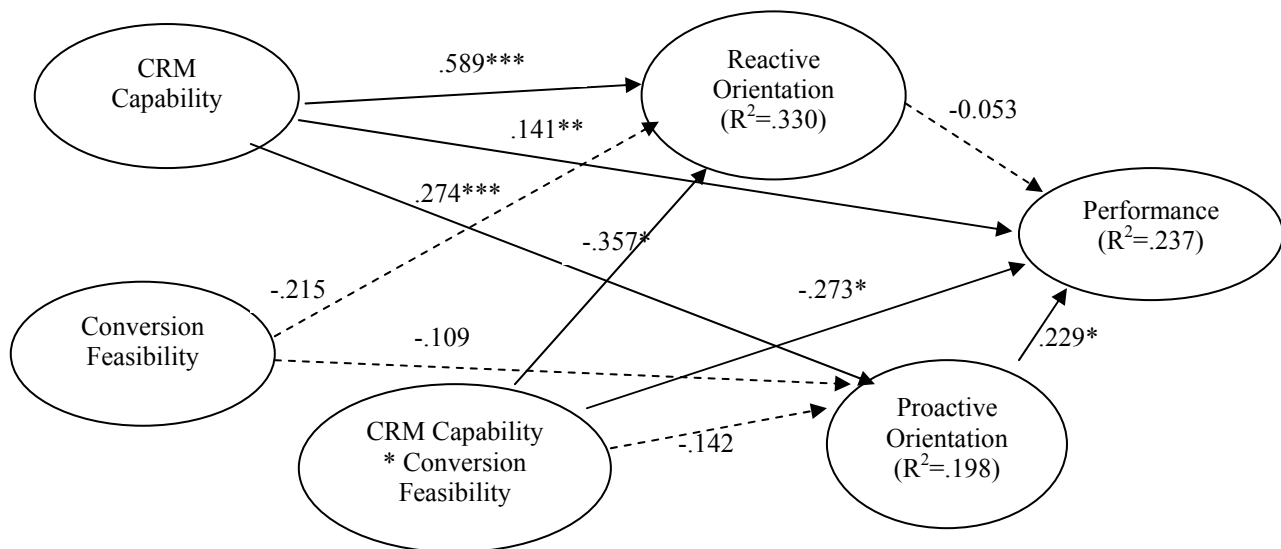 CRM
Capability
.589***
.141**
.274***
Reactive
Orientation
(R²=.330)
-0.053
Performance
(R²=.237)
-.357*
-.215
-.273*
Conversion
Feasibility
-.109
.229*
CRM Capability
* Conversion
Feasibility
-.142
Proactive
Orientation
(R²=.198)